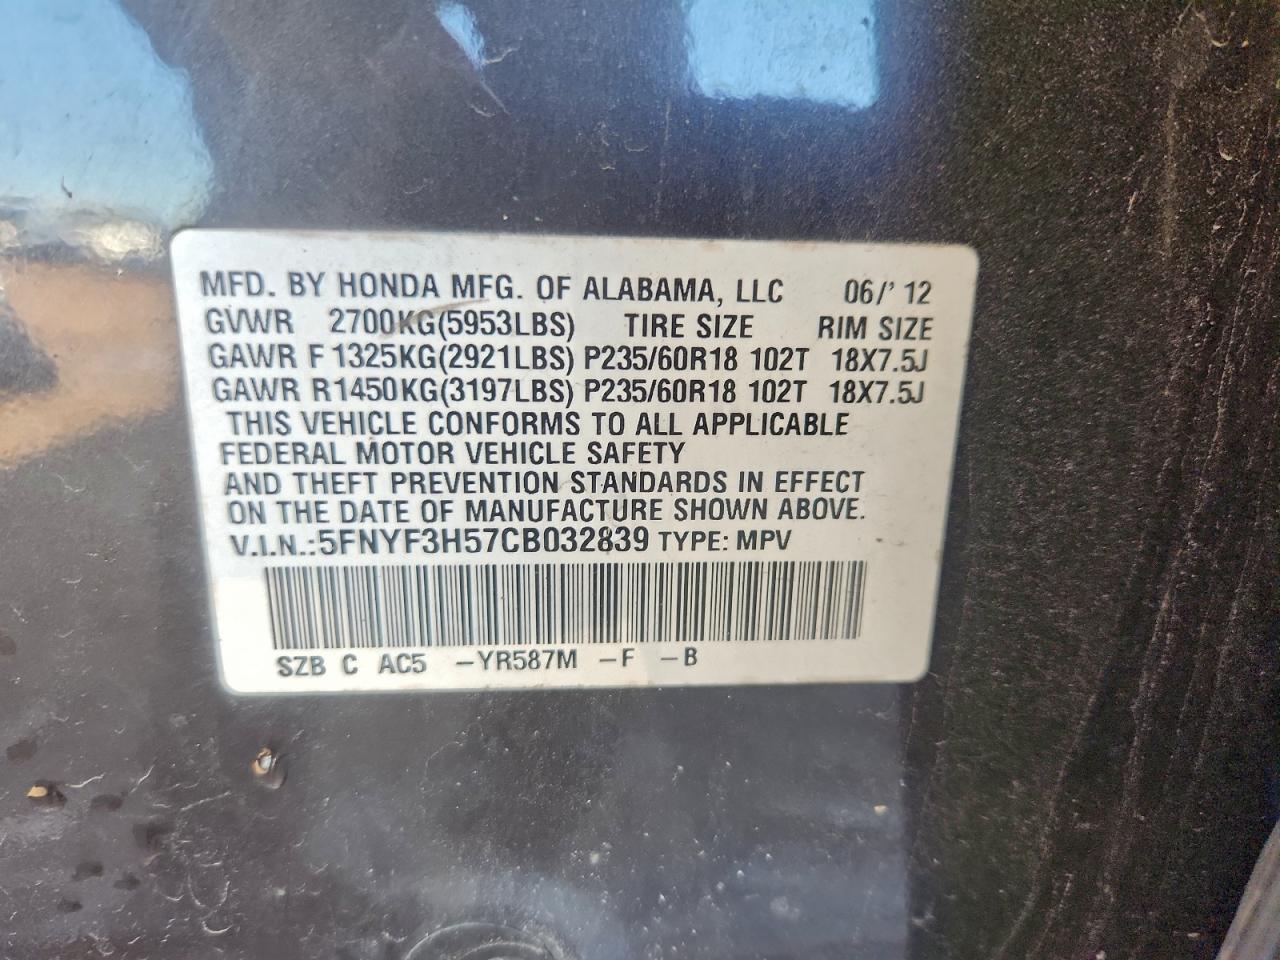 MFD. BY HONDA MFG. OF ALABAMA, LLC 06/'12
GVWR 2700KG(5953LBS) TIRE SIZE RIM SIZE
GAWR F 1325KG(2921LBS) P235/60R18 102T 18X7.5J
GAWR R1450KG(3197LBS) P235/60R18 102T 18X7.5J
THIS VEHICLE CONFORMS TO ALL APPLICABLE
FEDERAL MOTOR VEHICLE SAFETY
AND THEFT PREVENTION STANDARDS IN EFFECT
ON THE DATE OF MANUFACTURE SHOWN ABOVE.
V.I.N.:5FNYF3H57CB032839 TYPE: MPV
SZB C AC5 -YR587M -F -B